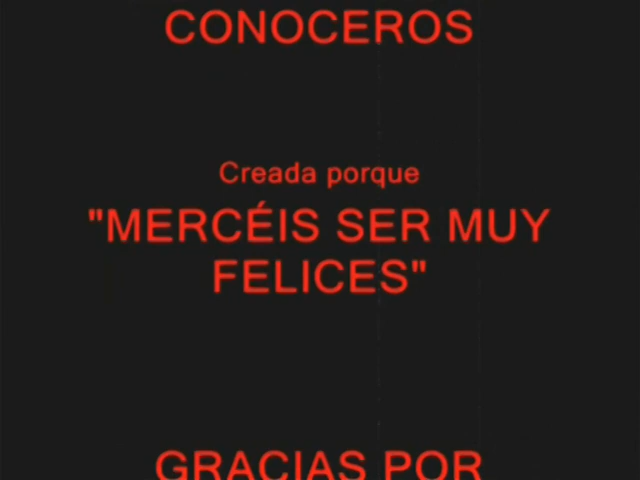 CONOCEROS
Creada porque
"MERCÉIS SER MUY
FELICES"
GRACIAS POR